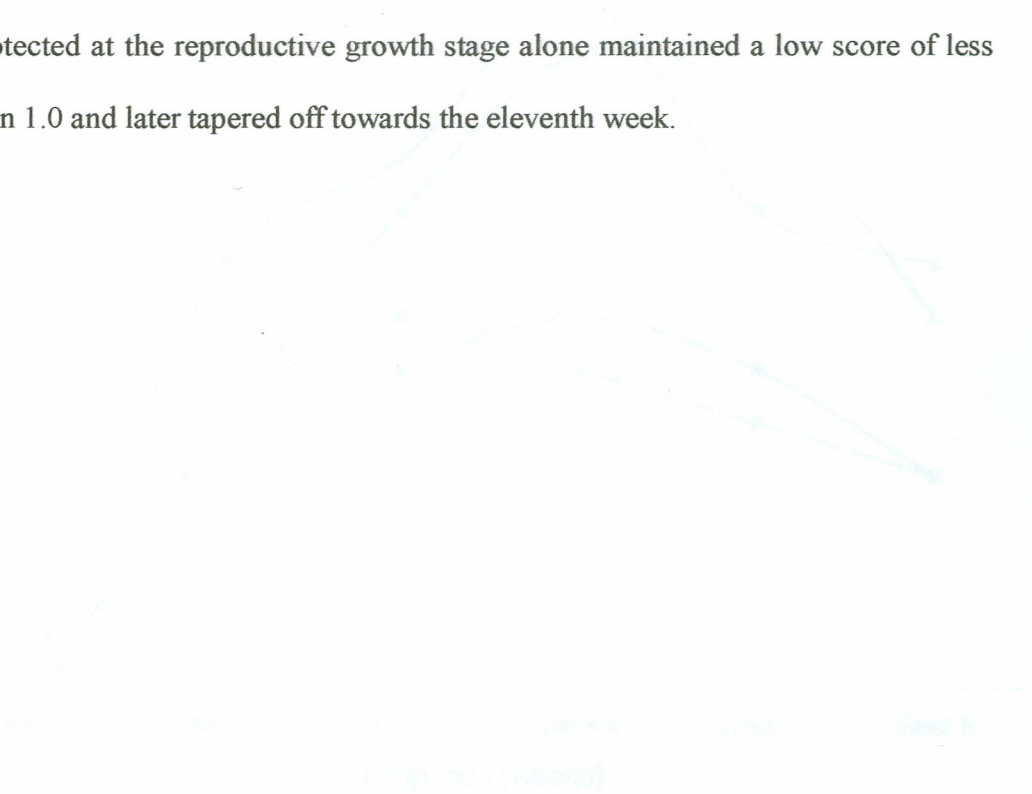 tected at the reproductive growth stage alone maintained a low score of less
n 1.0 and later tapered off towards the eleventh week.